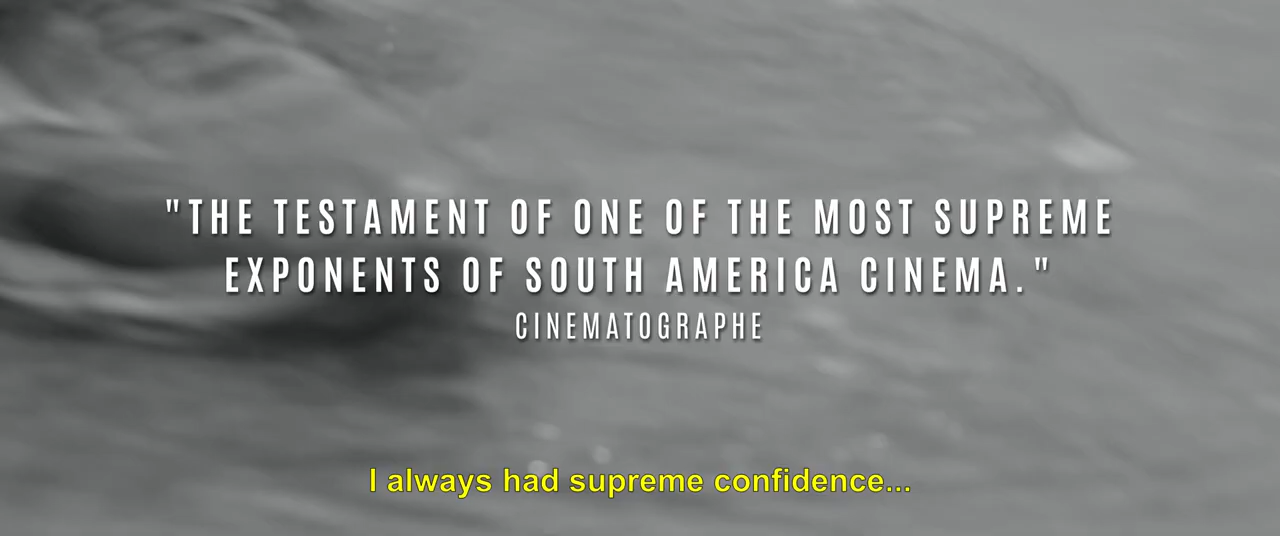 "THE TESTAMENT OF ONE OF THE MOST SUPREME
EXPONENTS OF SOUTH AMERICA CINEMA."
CINEMATOGRAPHE
I always had supreme confidence...